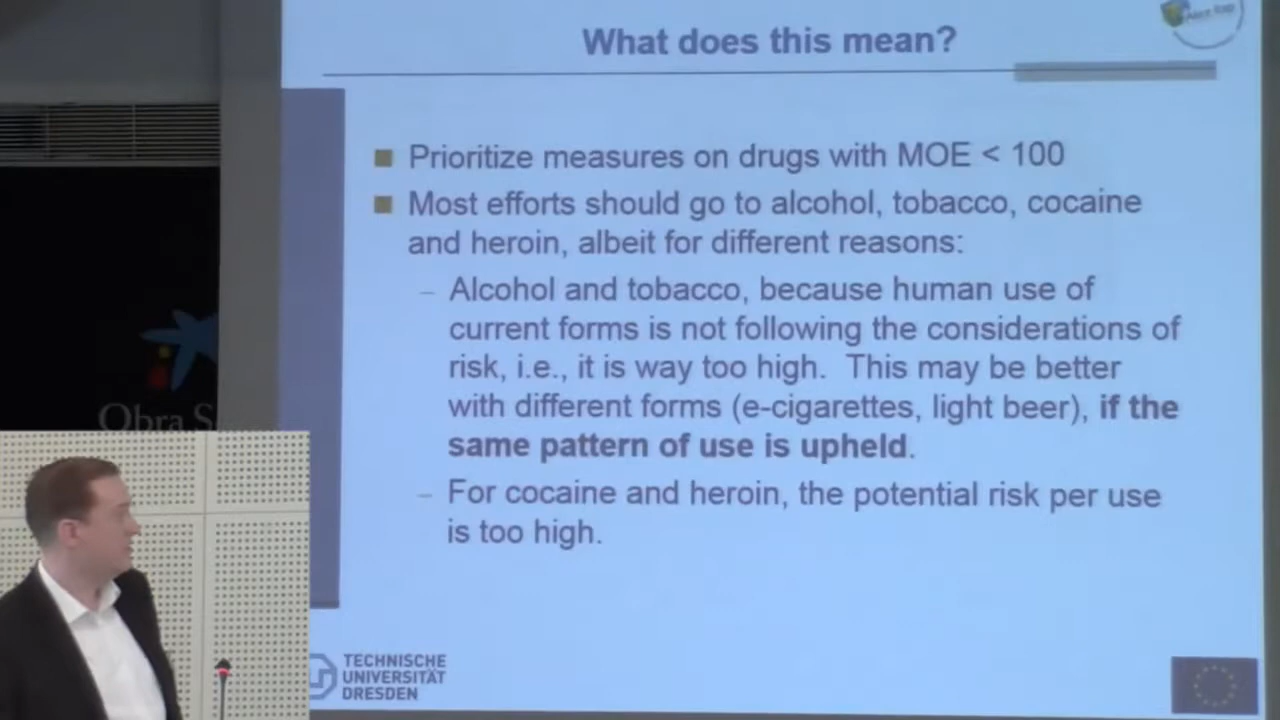 What does this mean?
Prioritize measures on drugs with MOE < 100
Most efforts should go to alcohol, tobacco, cocaine
and heroin, albeit for different reasons:
– Alcohol and tobacco, because human use of
current forms is not following the considerations of
risk, i.e., it is way too high. This may be better
with different forms (e-cigarettes, light beer), if the
same pattern of use is upheld.
– For cocaine and heroin, the potential risk per use
is too high.
Obra S
TECHNISCHE
UNIVERSITÄT
DRESDEN